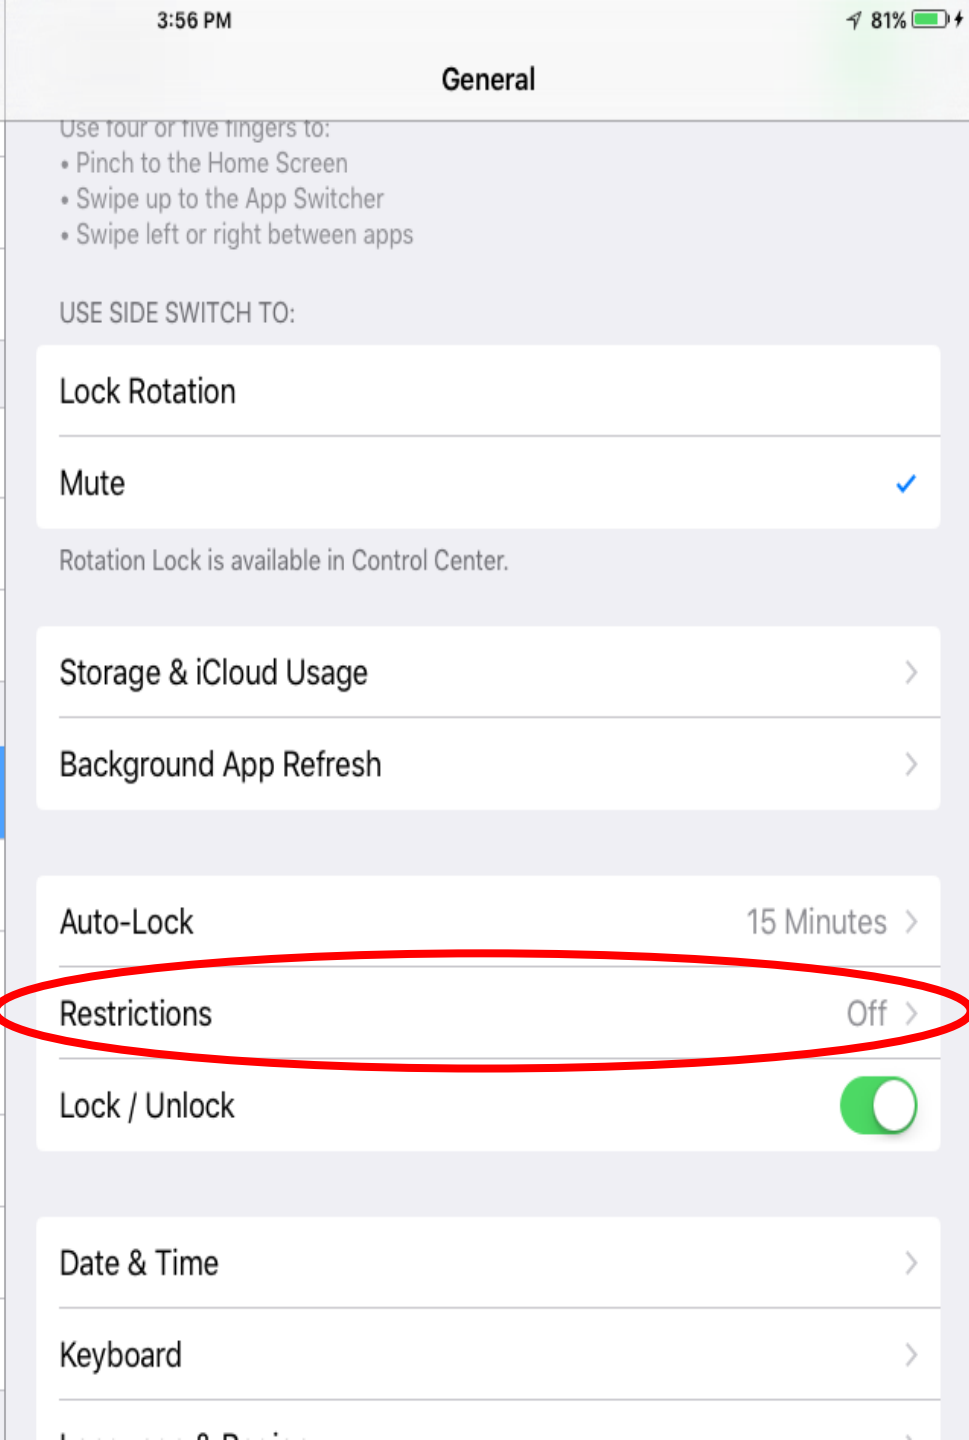 3:56 PM
81%
General
Use four or five fingers to:
• Pinch to the Home Screen
• Swipe up to the App Switcher
• Swipe left or right between apps
USE SIDE SWITCH TO:
Lock Rotation
Mute
Rotation Lock is available in Control Center.
Storage & iCloud Usage
Background App Refresh
Auto-Lock 15 Minutes
Restrictions Off
Lock / Unlock
Date & Time
Keyboard